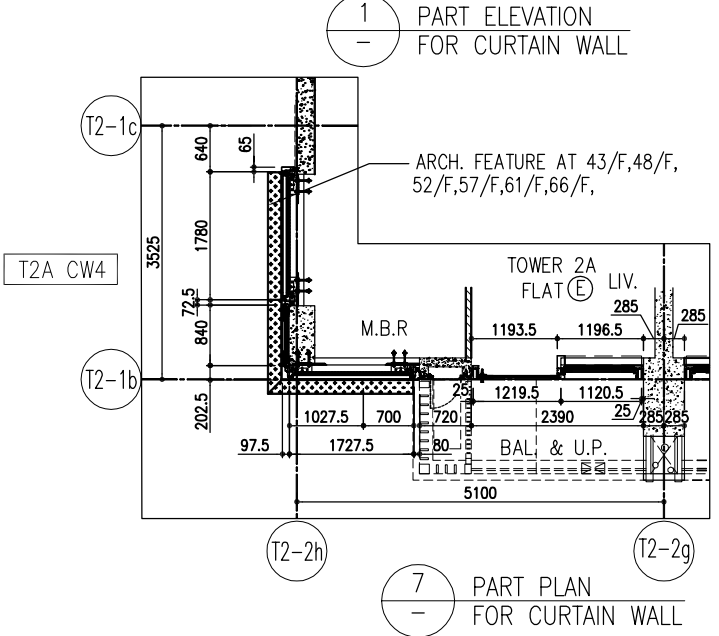 1
PART ELEVATION
-
FOR CURTAIN WALL
T2-1c
640
65
ARCH. FEATURE AT 43/F,48/F,
52/F,57/F,61/F,66/F,
3525
1780
T2A CW4
TOWER 2A
FLAT E
LIV.
72.5
285
285
M.B.R
1193.5
1196.5
840
T2-1b
25
1219.5
1120.5
202.5
25
1027.5
700
720
2390
285
285
97.5
1727.5
80
BAL. & U.P.
5100
T2-2h
T2-2g
7
PART PLAN
-
FOR CURTAIN WALL